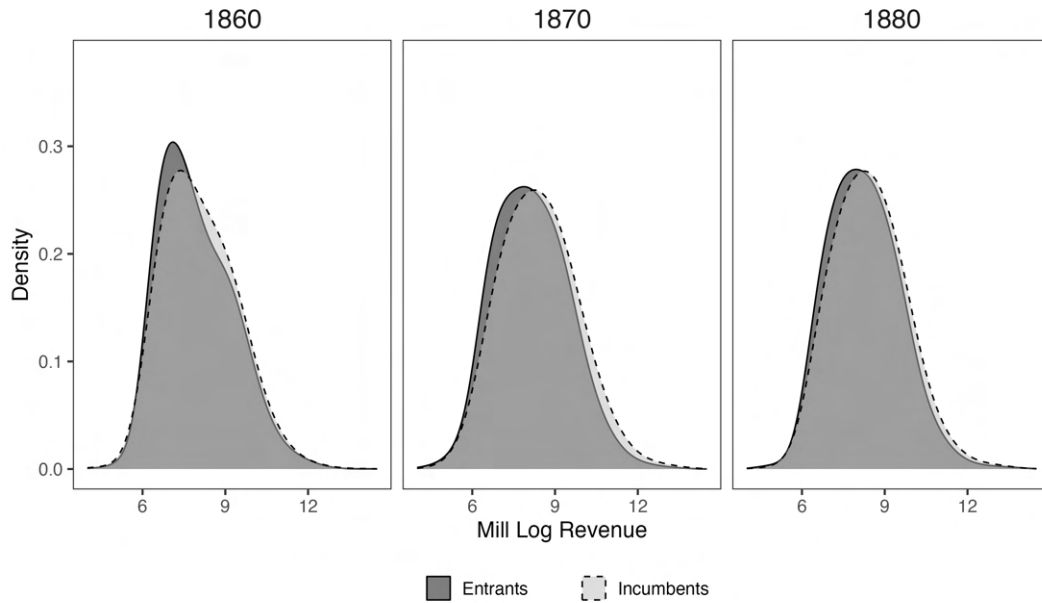 1860 1870 1880
Density
0.3
0.2
0.1
0.0
6 9 12 6 9 12 6 9 12
Mill Log Revenue
Entrants Incumbents